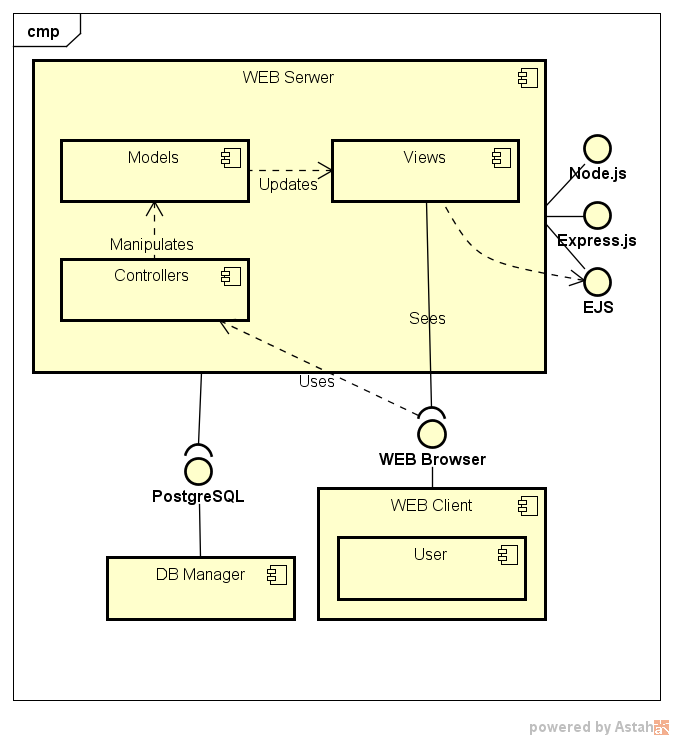 cmp
WEB Serwer
Models
Views
Updates
Node.js
Manipulates
Express.js
Controllers
EJS
Sees
Uses
WEB Browser
PostgreSQL
WEB Client
User
DB Manager
powered by Astah